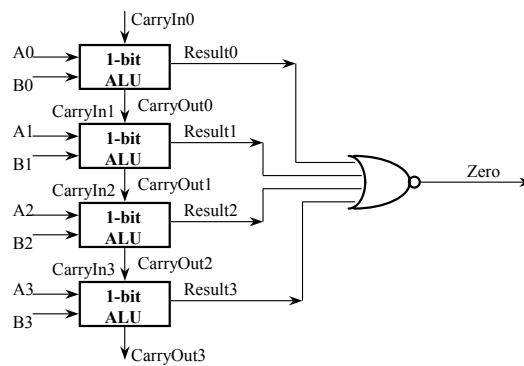 CarryIn0
A0
1-bit
ALU
Result0
B0
CarryIn1
CarryOut0
A1
1-bit
ALU
Result1
B1
CarryIn2
CarryOut1
A2
1-bit
ALU
Result2
B2
CarryIn3
CarryOut2
A3
1-bit
ALU
Result3
B3
CarryOut3
Zero